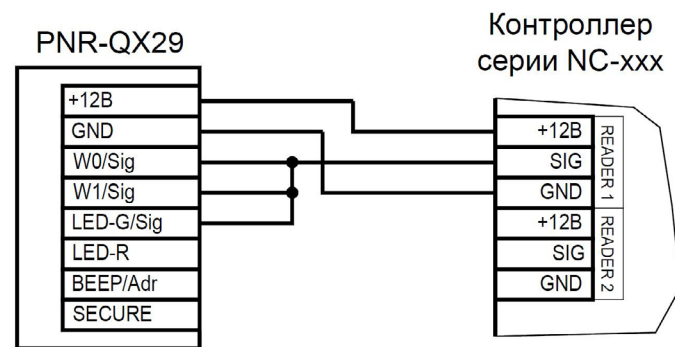 PNR-QX29
+12В
GND
W0/Sig
W1/Sig
LED-G/Sig
LED-R
BEEP/Adr
SECURE
Контроллер
серии NC-xxx
+12В
SIG
GND
READER 1
+12В
SIG
GND
READER 2